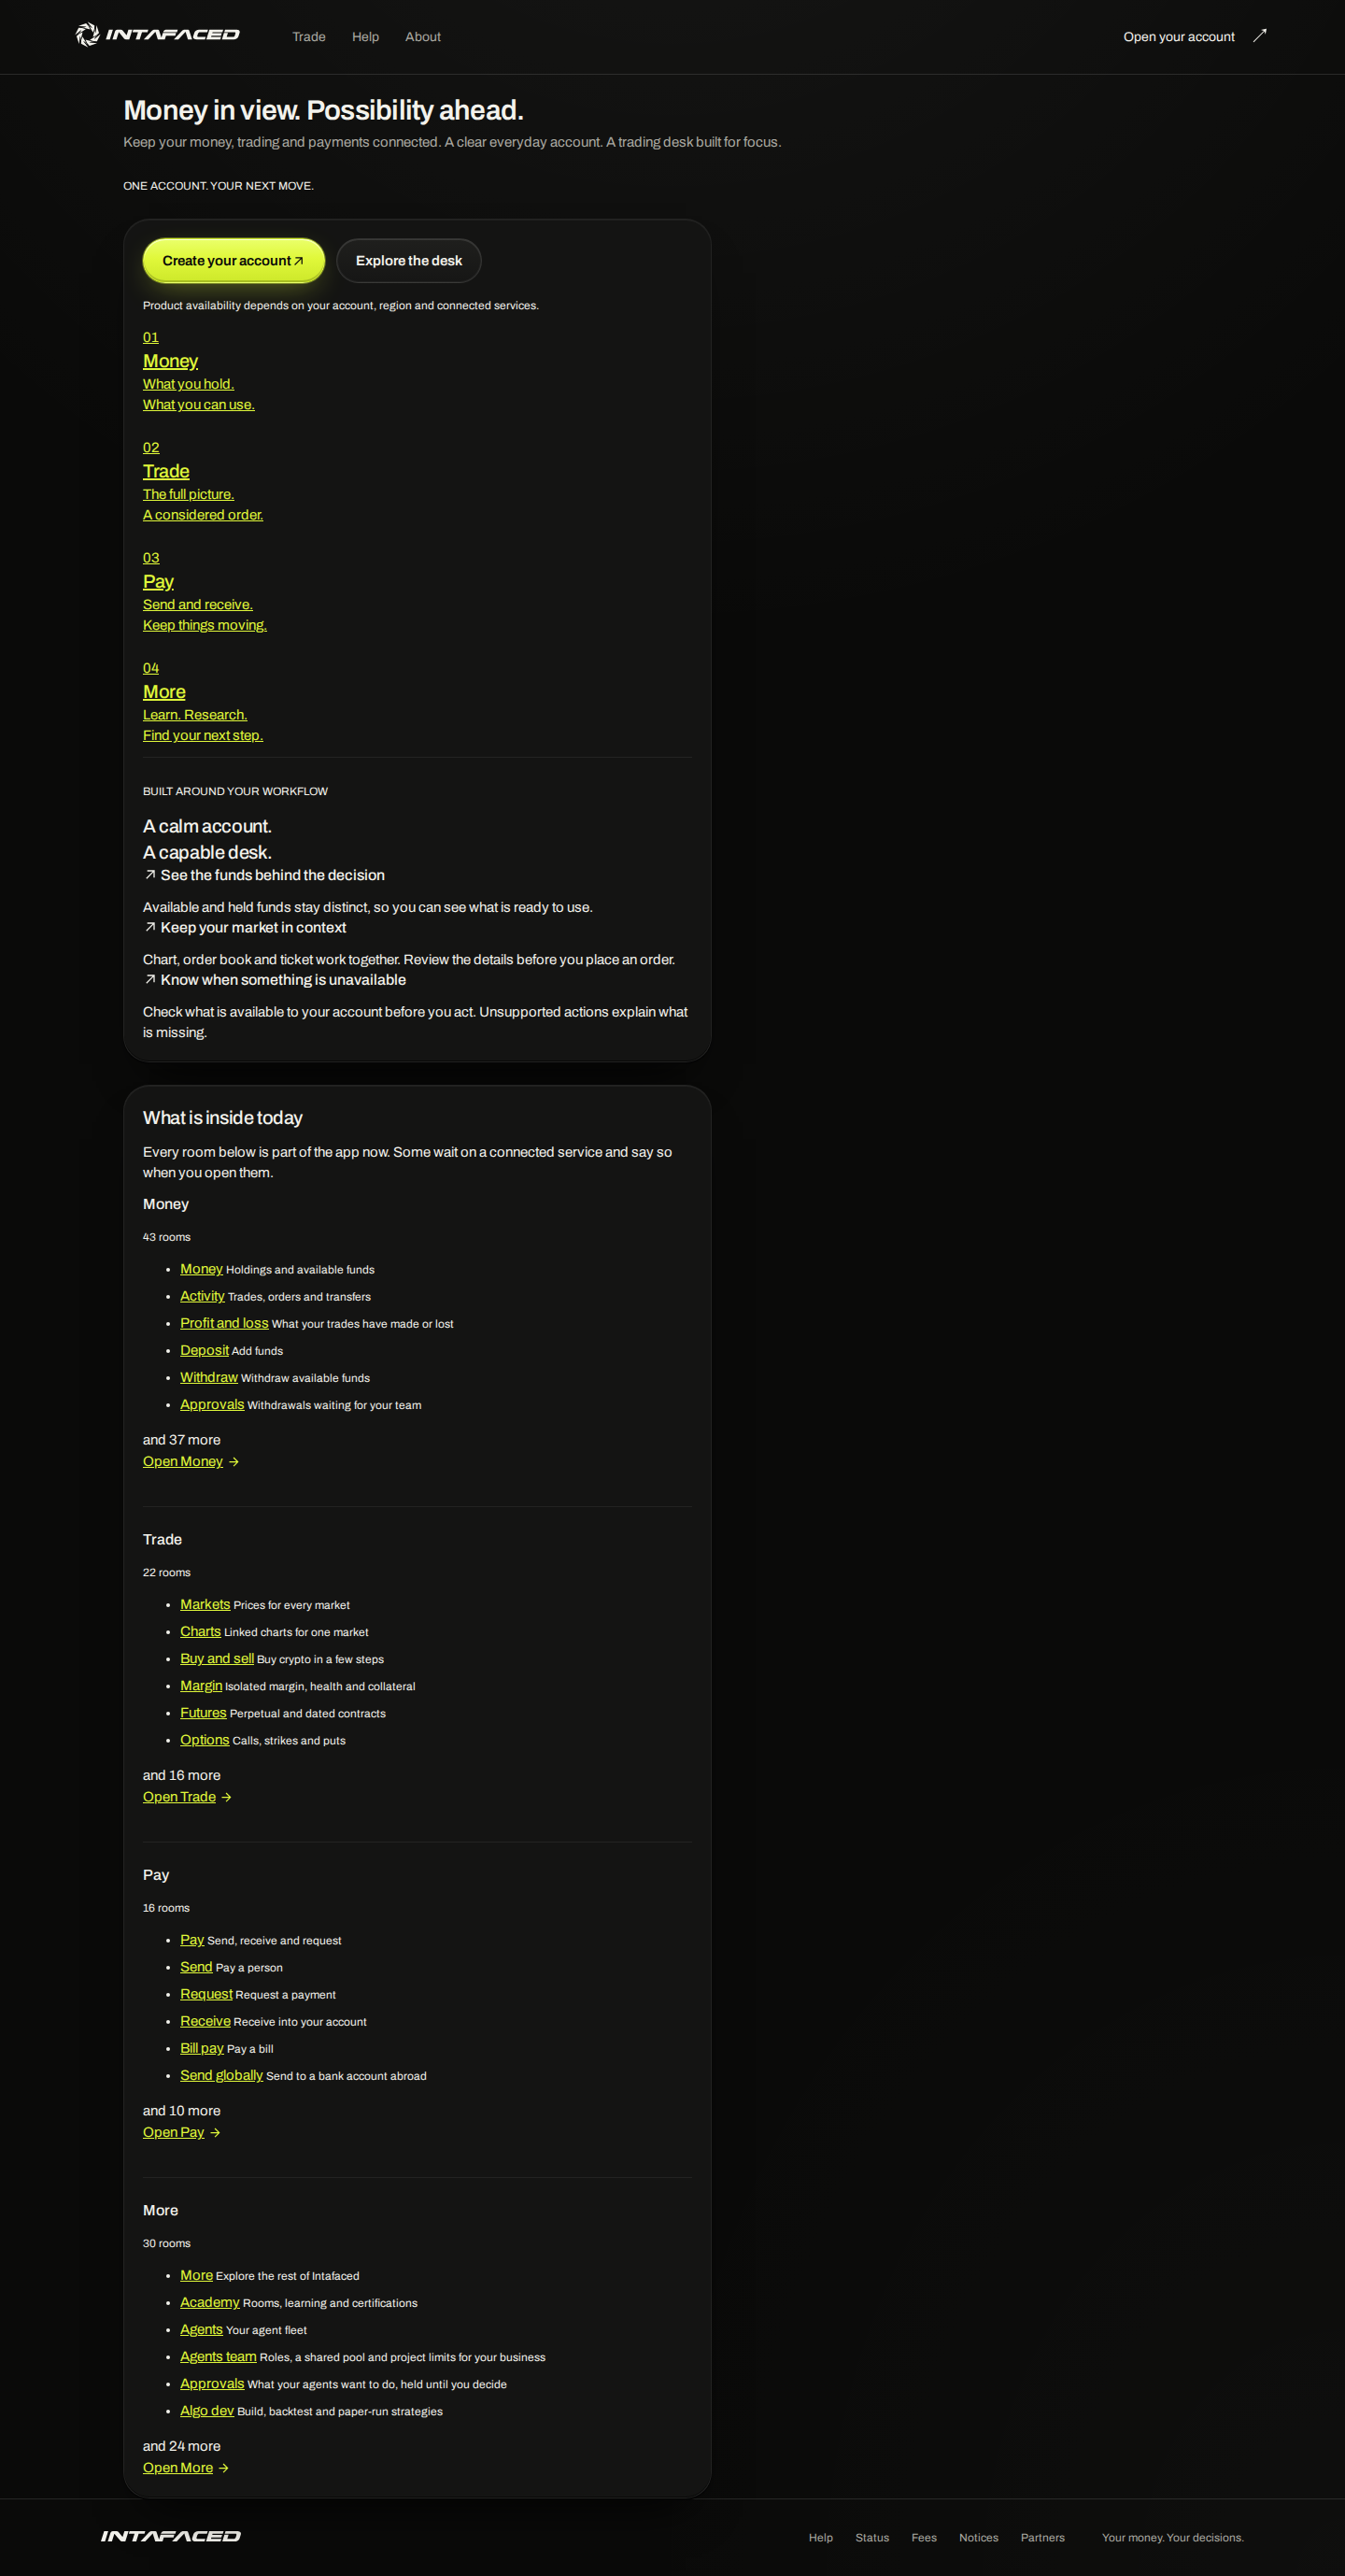 INTAFACED
Trade
Help
About
Open your account
Money in view. Possibility ahead.
Keep your money, trading and payments connected. A clear everyday account. A trading desk built for focus.
ONE ACCOUNT. YOUR NEXT MOVE.
Create your account
Explore the desk
Product availability depends on your account, region and connected services.
01
Money
What you hold.
What you can use.
02
Trade
The full picture.
A considered order.
03
Pay
Send and receive.
Keep things moving.
04
More
Learn. Research.
Find your next step.
BUILT AROUND YOUR WORKFLOW
A calm account.
A capable desk.
See the funds behind the decision
Available and held funds stay distinct, so you can see what is ready to use.
Keep your market in context
Chart, order book and ticket work together. Review the details before you place an order.
Know when something is unavailable
Check what is available to your account before you act. Unsupported actions explain what
is missing.
What is inside today
Every room below is part of the app now. Some wait on a connected service and say so
when you open them.
Money
43 rooms
• Money Holdings and available funds
• Activity Trades, orders and transfers
• Profit and loss What your trades have made or lost
• Deposit Add funds
• Withdraw Withdraw available funds
• Approvals Withdrawals waiting for your team
and 37 more
Open Money →
Trade
22 rooms
• Markets Prices for every market
• Charts Linked charts for one market
• Buy and sell Buy crypto in a few steps
• Margin Isolated margin, health and collateral
• Futures Perpetual and dated contracts
• Options Calls, strikes and puts
and 16 more
Open Trade →
Pay
16 rooms
• Pay Send, receive and request
• Send Pay a person
• Request Request a payment
• Receive Receive into your account
• Bill pay Pay a bill
• Send globally Send to a bank account abroad
and 10 more
Open Pay →
More
30 rooms
• More Explore the rest of Intafaced
• Academy Rooms, learning and certifications
• Agents Your agent fleet
• Agents team Roles, a shared pool and project limits for your business
• Approvals What your agents want to do, held until you decide
• Algo dev Build, backtest and paper-run strategies
and 24 more
Open More →
INTAFACED
Help
Status
Fees
Notices
Partners
Your money. Your decisions.